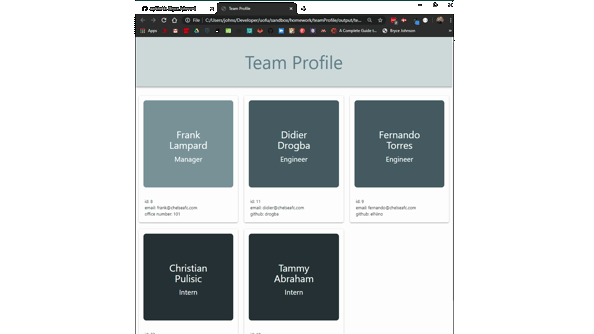 Team Profile
File
C:/Users/johns/Developer/sofia/sandbox/homework/teamProfile/output/te...
Apps
A Complete Guide t...
Bryce Johnson
Team Profile
Frank
Lampard
Manager
id: 9
email: frank@chelseafc.com
office number: 101
Didier
Drogba
Engineer
id: 11
email: didier@chelseafc.com
github: drogba
Fernando
Torres
Engineer
id: 9
email: fernando@chelseafc.com
github: elnino
Christian
Pulisic
Intern
Tammy
Abraham
Intern